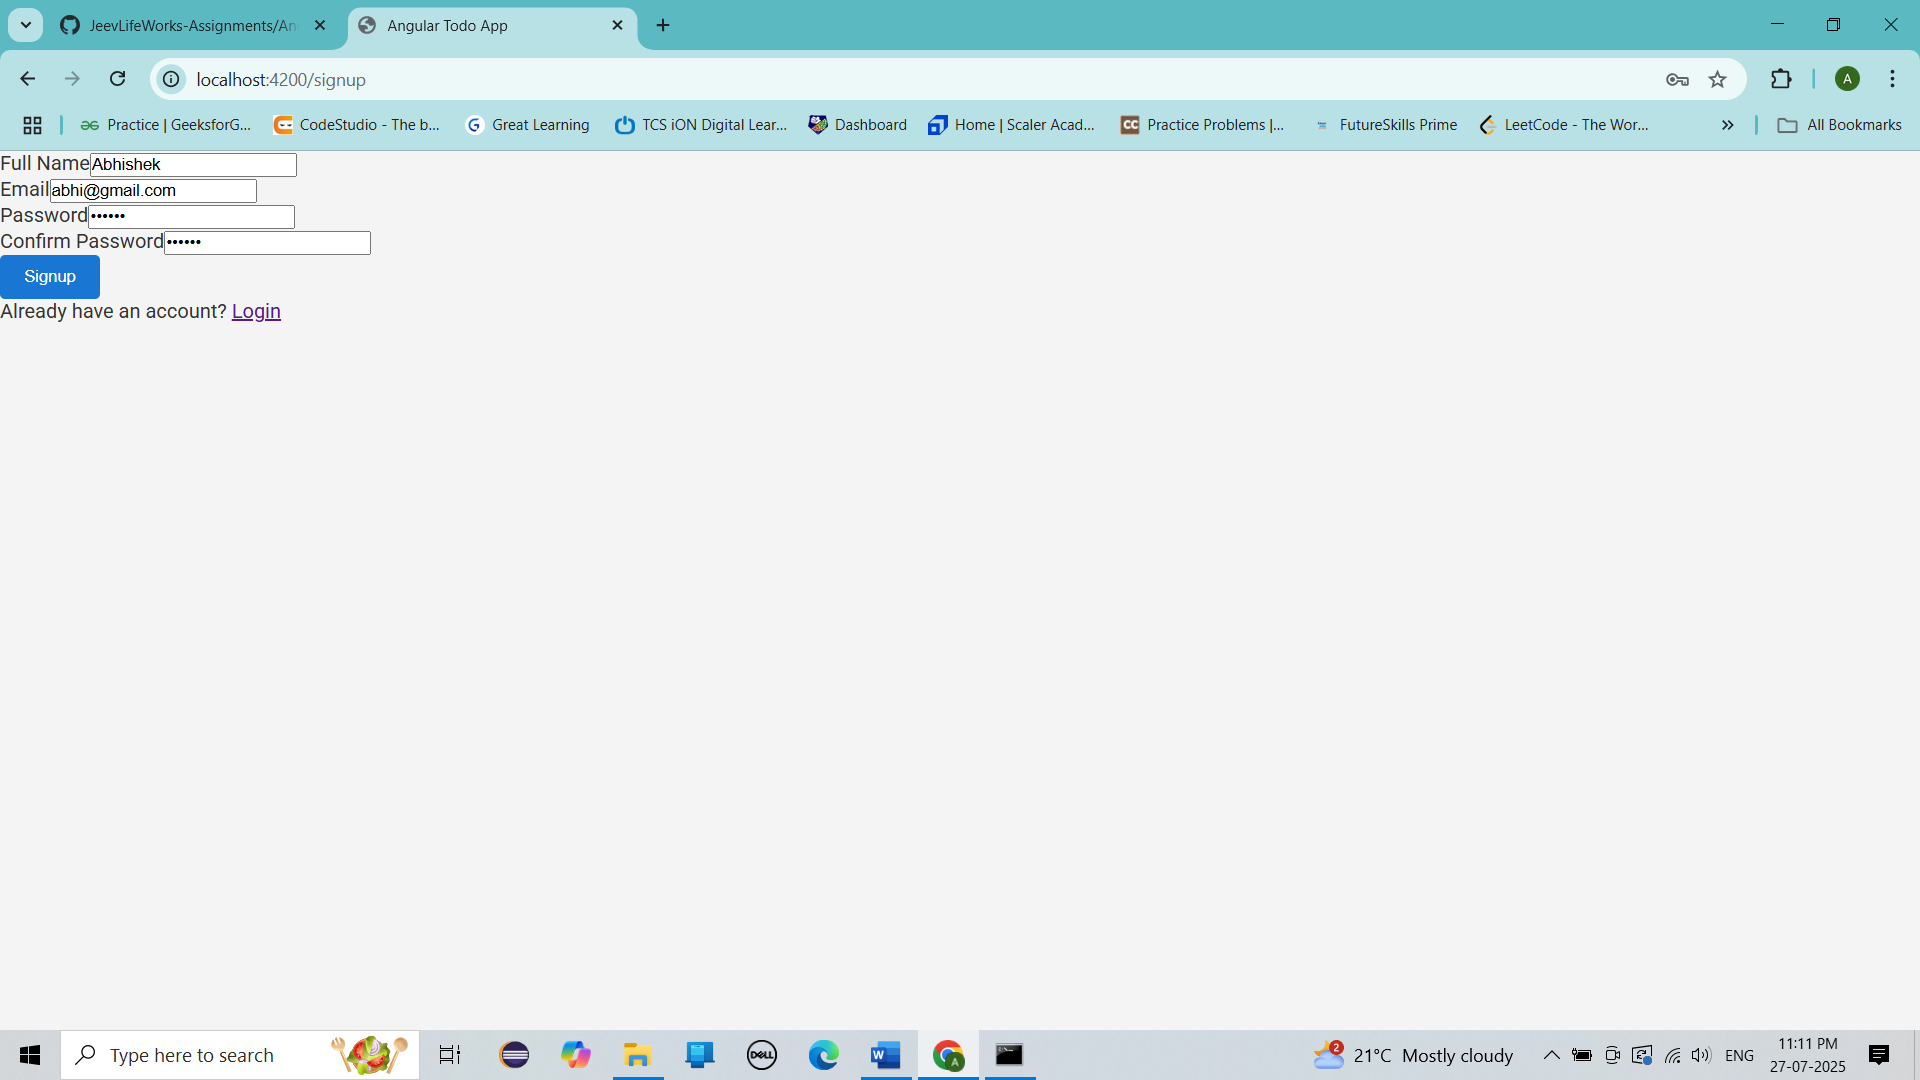 JeevLifeWorks-Assignments/An
Angular Todo App
localhost:4200/signup
A
Practice | GeeksforG...
CodeStudio - The b...
Great Learning
TCS iON Digital Lear...
Dashboard
Home | Scaler Acad...
CC
Practice Problems |...
FutureSkills Prime
LeetCode - The Wor...
All Bookmarks
Full Name Abhishek
Email abhi@gmail.com
Password ••••••
Confirm Password ••••••
Signup
Already have an account? Login
Type here to search
DELL
W
A
2
21°C Mostly cloudy
ENG
11:11 PM
27-07-2025